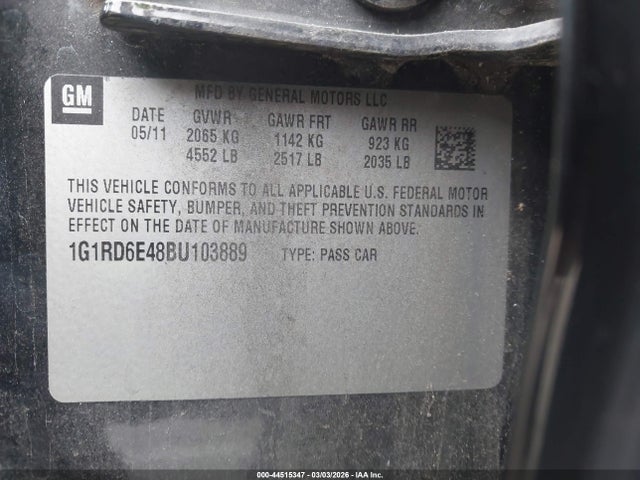 GM
MFD BY GENERAL MOTORS LLC
DATE GVWR GAWR FRT GAWR RR
05/11 2065 KG 1142 KG 923 KG
4552 LB 2517 LB 2035 LB
THIS VEHICLE CONFORMS TO ALL APPLICABLE U.S. FEDERAL MOTOR
VEHICLE SAFETY, BUMPER, AND THEFT PREVENTION STANDARDS IN
EFFECT ON THE DATE OF MANUFACTURE SHOWN ABOVE.
1G1RD6E48BU103889 TYPE: PASS CAR
000-44515347 - 03/03/2026 - IAA Inc.